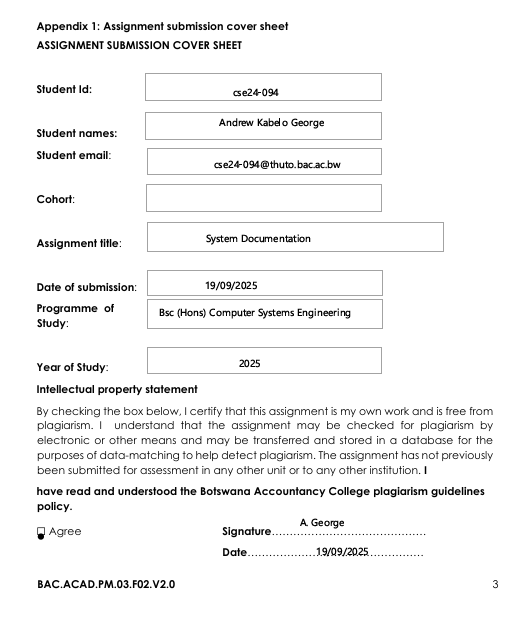 Appendix 1: Assignment submission cover sheet
ASSIGNMENT SUBMISSION COVER SHEET
Student Id: cse24-094
Student names: Andrew Kabelo George
Student email: cse24-094@thuto.bac.ac.bw
Cohort:
Assignment title: System Documentation
Date of submission: 19/09/2025
Programme of Study: Bsc (Hons) Computer Systems Engineering
Year of Study: 2025
Intellectual property statement
By checking the box below, I certify that this assignment is my own work and is free from
plagiarism. I understand that the assignment may be checked for plagiarism by
electronic or other means and may be transferred and stored in a database for the
purposes of data-matching to help detect plagiarism. The assignment has not previously
been submitted for assessment in any other unit or to any other institution. I
have read and understood the Botswana Accountancy College plagiarism guidelines
policy.
Agree Signature A. George
Date 19/09/2025
BAC.ACAD.PM.03.F02.V2.0 3